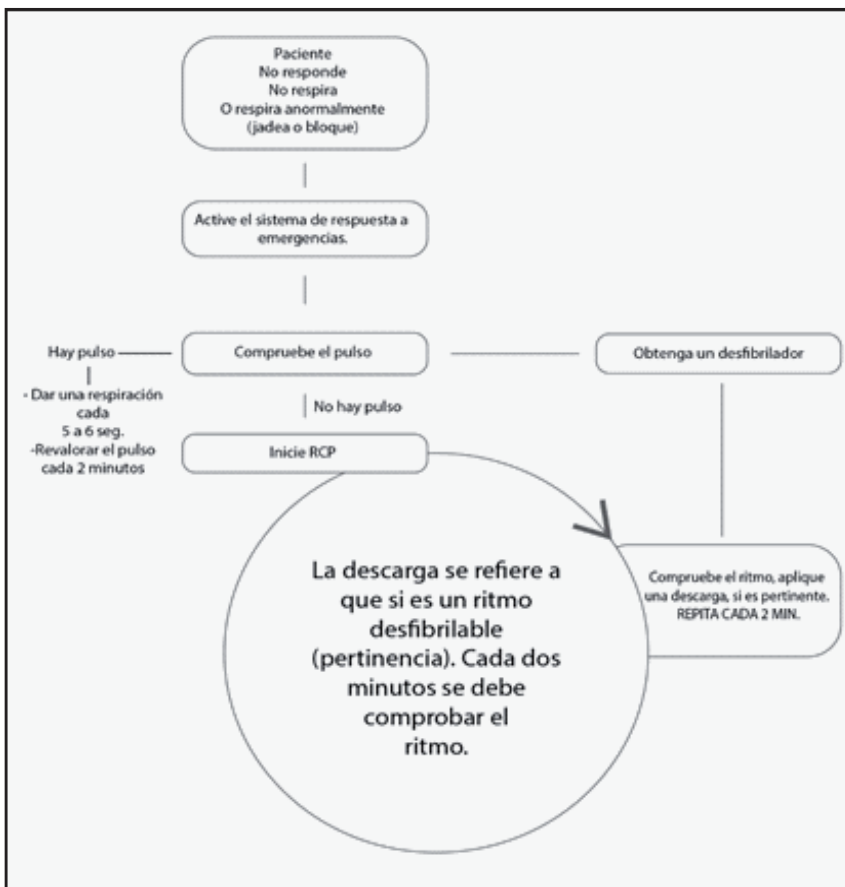 Paciente
No responde
No respira
O respira anormalmente
(jadea o bloque)
Active el sistema de respuesta a
emergencias.
Hay pulso
Compruebe el pulso
Obtenga un desfibrilador
- Dar una respiración
cada
5 a 6 seg.
-Revalorar el pulso
cada 2 minutos
No hay pulso
Inicie RCP
La descarga se refiere a
que si es un ritmo
desfibrilable
(pertinencia). Cada dos
minutos se debe
comprobar el
ritmo.
Compruebe el ritmo, aplique
una descarga, si es pertinente.
REPITA CADA 2 MIN.